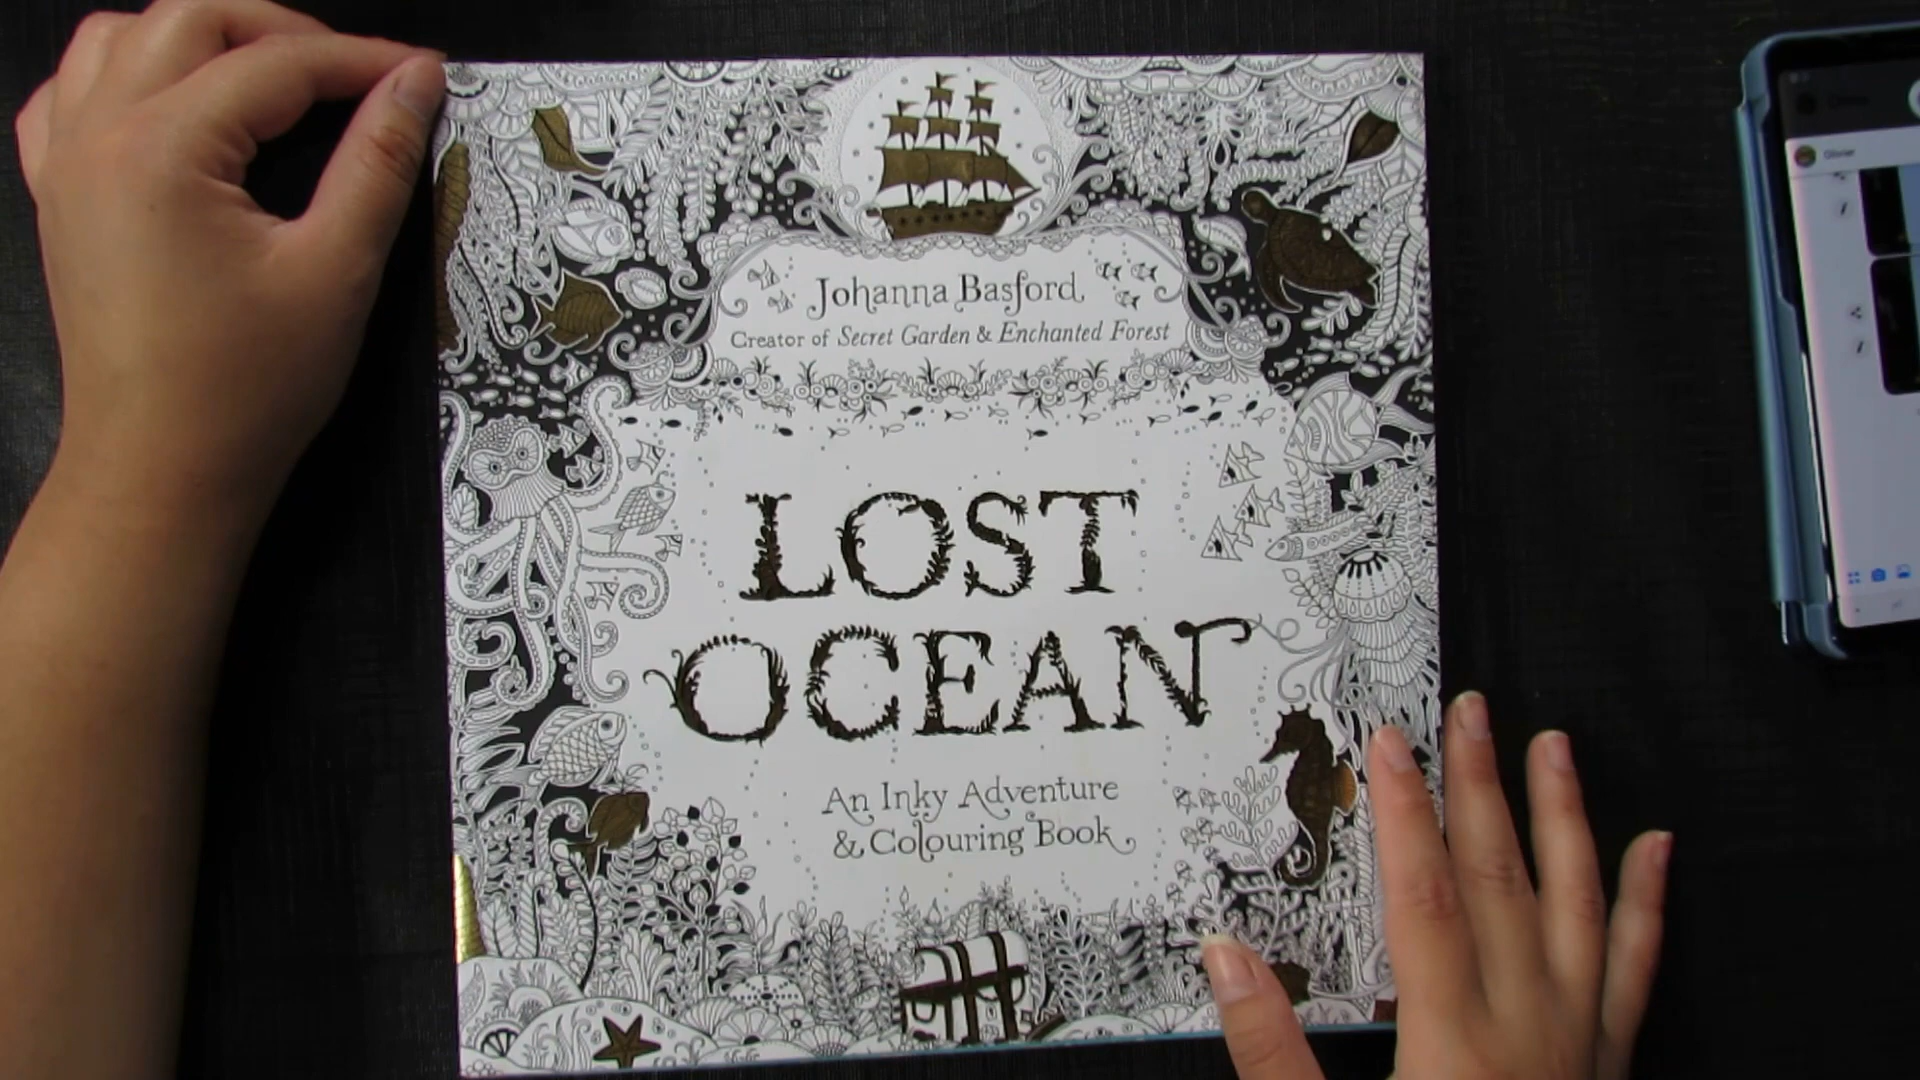 Johanna Basford
Creator of Secret Garden & Enchanted Forest
LOST
OCEAN
An Inky Adventure
& Colouring Book